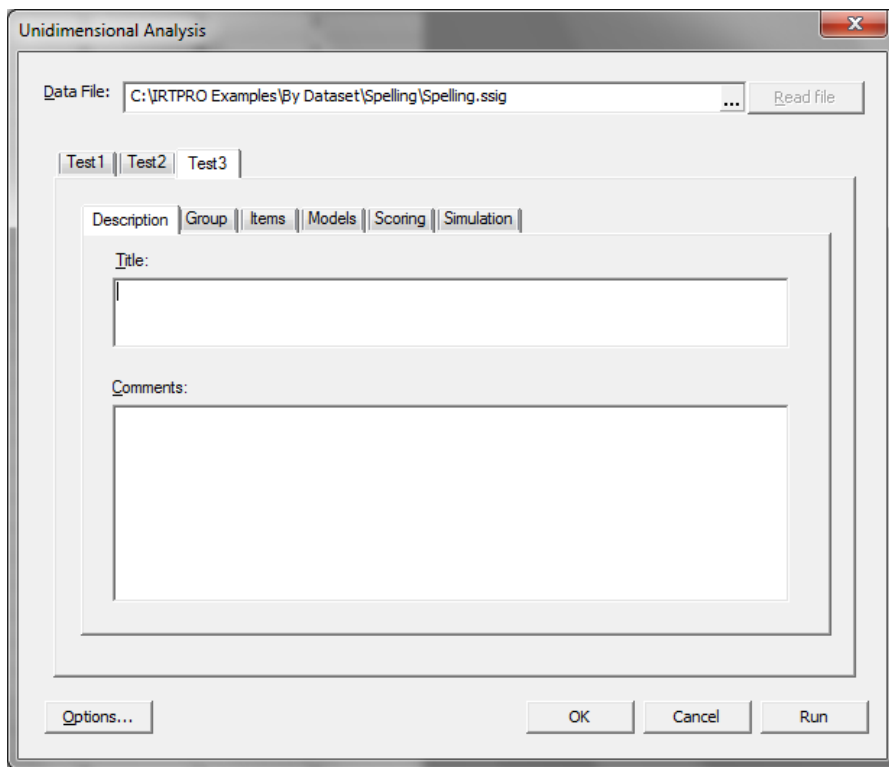 Unidimensional Analysis
Data File: C:\IRTPRO Examples\By Dataset\Spelling\Spelling.ssig ... Read file
Test1 Test2 Test3
Description Group Items Models Scoring Simulation
Title:
Comments:
Options... OK Cancel Run